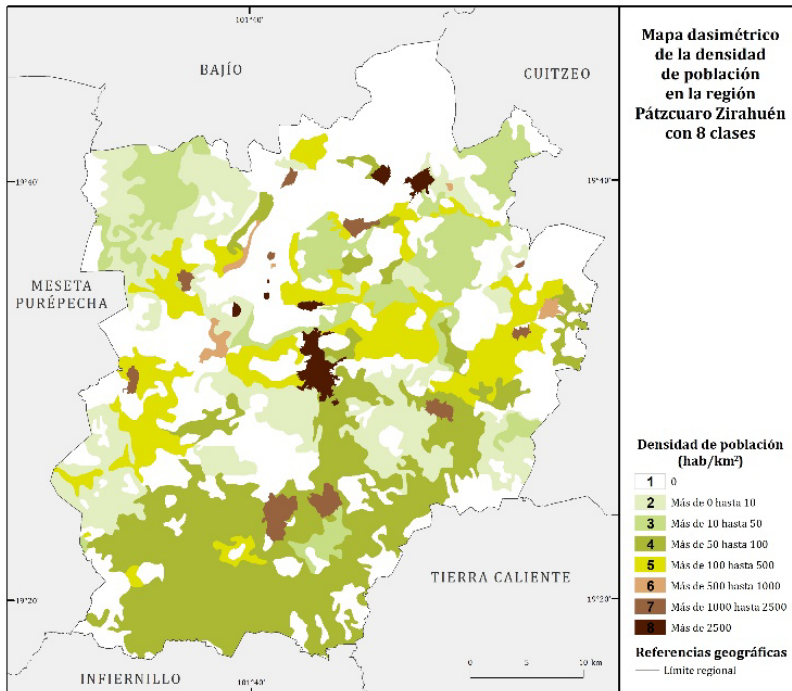 101°40'
BAJÍO
CUITZEO
19°40'
19°40'
MESETA
PURÉPECHA
TIERRA CALIENTE
19°20'
19°20'
INFIERNILLO
101°40'
0
5
10 km
Mapa dasimétrico
de la densidad
de población
en la región
Pátzcuaro Zirahuén
con 8 clases
Densidad de población
(hab/km²)
1 0
2 Más de 0 hasta 10
3 Más de 10 hasta 50
4 Más de 50 hasta 100
5 Más de 100 hasta 500
6 Más de 500 hasta 1000
7 Más de 1000 hasta 2500
8 Más de 2500
Referencias geográficas
Límite regional